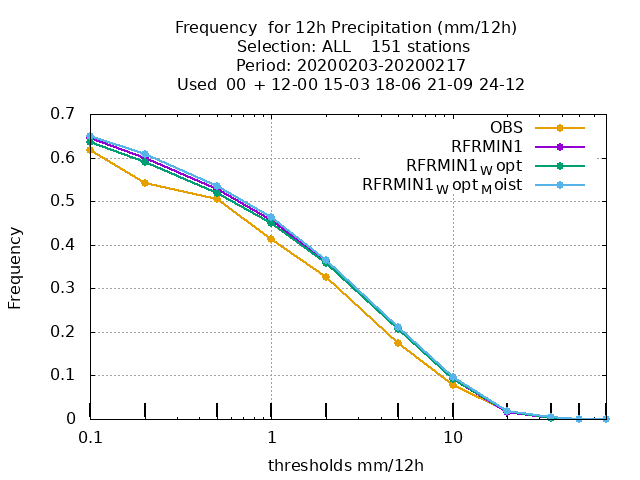 Frequency for 12h Precipitation (mm/12h)
Selection: ALL 151 stations
Period: 20200203-20200217
Used 00 + 12-00 15-03 18-06 21-09 24-12
0.7
0.6
0.5
0.4
0.3
0.2
0.1
0
Frequency
OBS
RFRMIN1
RFRMIN1Wopt
RFRMIN1WoptMoist
0.1 1 10
thresholds mm/12h